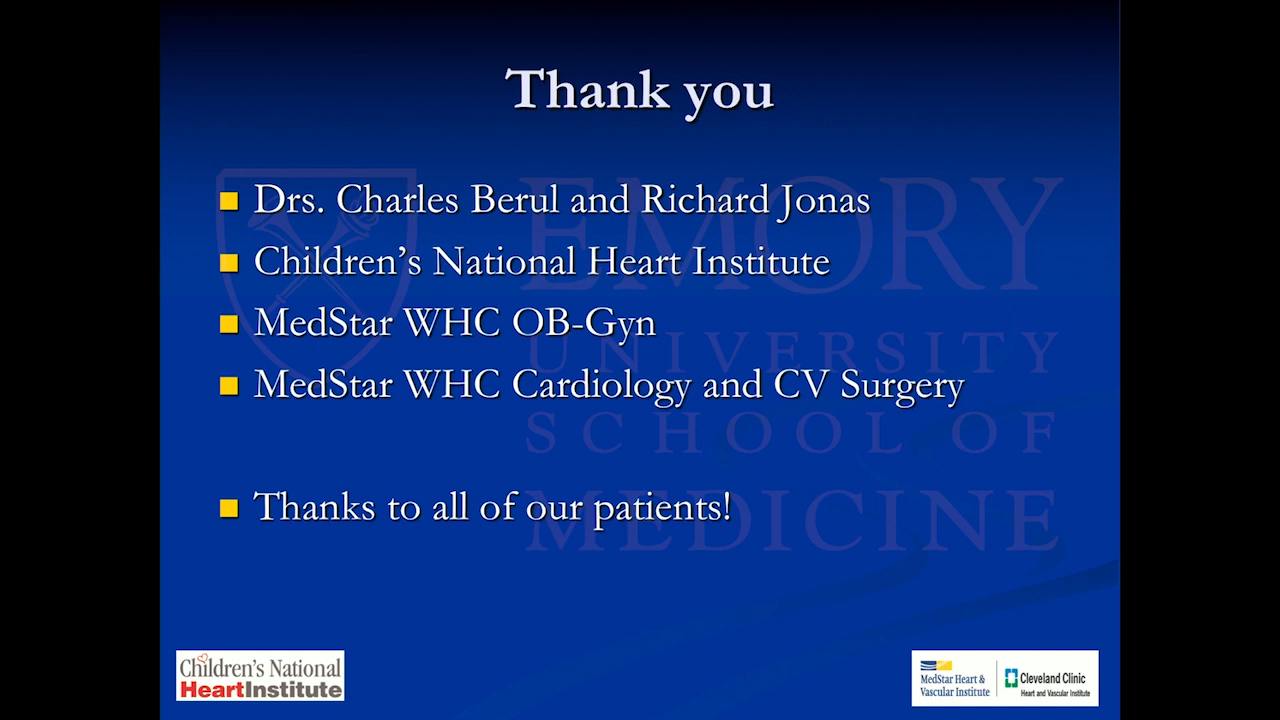 Thank you
Drs. Charles Berul and Richard Jonas
Children's National Heart Institute
MedStar WHC OB-Gyn
MedStar WHC Cardiology and CV Surgery
Thanks to all of our patients!
EMORY
UNIVERSITY
SCHOOL OF
MEDICINE
Children's National
HeartInstitute
MedStar Heart &
Vascular Institute
Cleveland Clinic
Heart and Vascular Institute